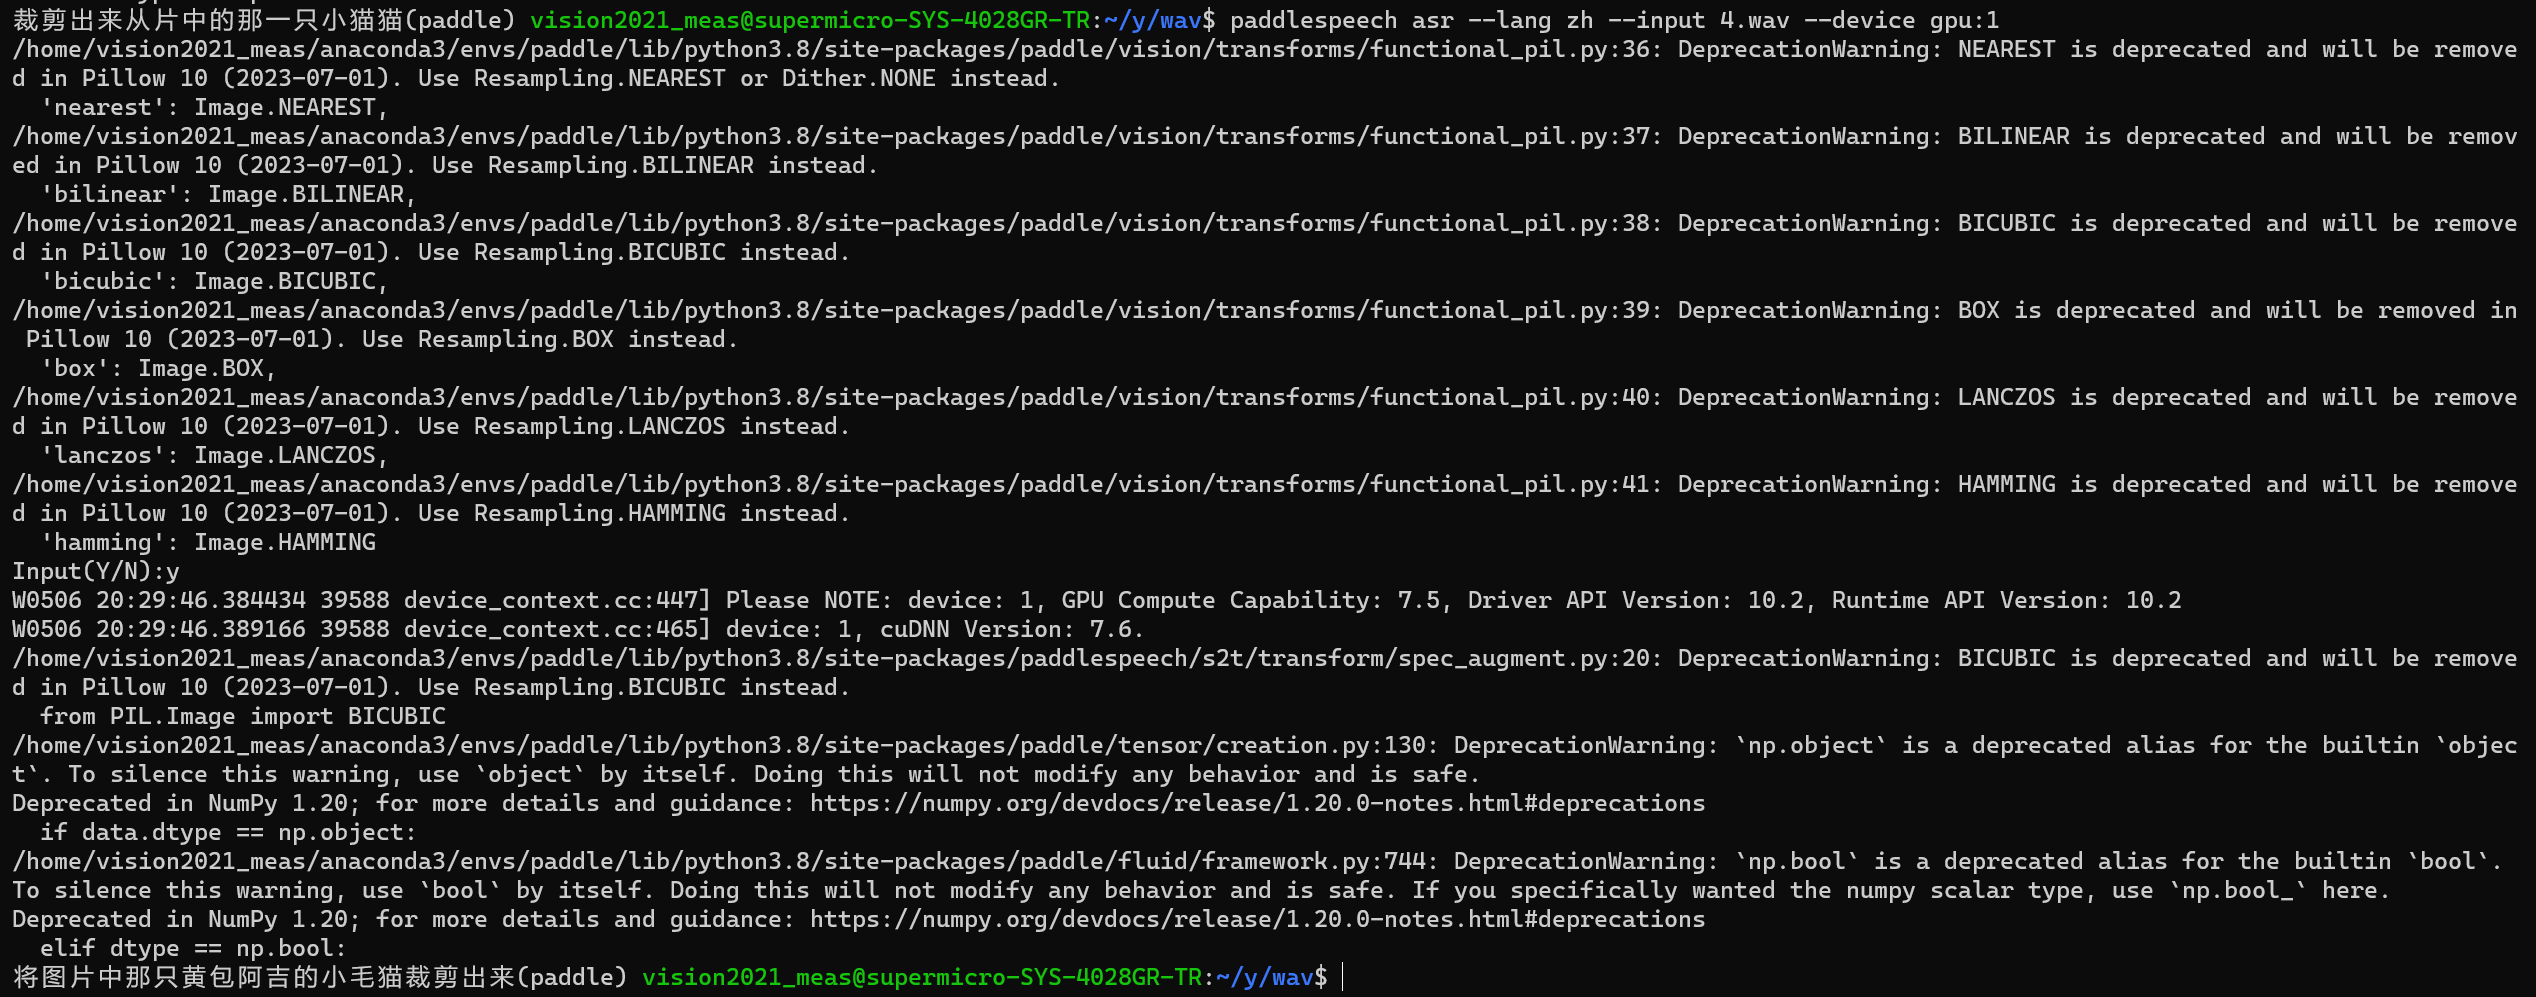 裁剪出来从片中的那一只小猫猫(paddle) vision2021_meas@supermicro-SYS-4028GR-TR:~/y/wav$ paddlespeech asr --lang zh --input 4.wav --device gpu:1
/home/vision2021_meas/anaconda3/envs/paddle/lib/python3.8/site-packages/paddle/vision/transforms/functional_pil.py:36: DeprecationWarning: NEAREST is deprecated and will be remove
d in Pillow 10 (2023-07-01). Use Resampling.NEAREST or Dither.NONE instead.
  'nearest': Image.NEAREST,
/home/vision2021_meas/anaconda3/envs/paddle/lib/python3.8/site-packages/paddle/vision/transforms/functional_pil.py:37: DeprecationWarning: BILINEAR is deprecated and will be remov
ed in Pillow 10 (2023-07-01). Use Resampling.BILINEAR instead.
  'bilinear': Image.BILINEAR,
/home/vision2021_meas/anaconda3/envs/paddle/lib/python3.8/site-packages/paddle/vision/transforms/functional_pil.py:38: DeprecationWarning: BICUBIC is deprecated and will be remove
d in Pillow 10 (2023-07-01). Use Resampling.BICUBIC instead.
  'bicubic': Image.BICUBIC,
/home/vision2021_meas/anaconda3/envs/paddle/lib/python3.8/site-packages/paddle/vision/transforms/functional_pil.py:39: DeprecationWarning: BOX is deprecated and will be removed in
 Pillow 10 (2023-07-01). Use Resampling.BOX instead.
  'box': Image.BOX,
/home/vision2021_meas/anaconda3/envs/paddle/lib/python3.8/site-packages/paddle/vision/transforms/functional_pil.py:40: DeprecationWarning: LANCZOS is deprecated and will be remove
d in Pillow 10 (2023-07-01). Use Resampling.LANCZOS instead.
  'lanczos': Image.LANCZOS,
/home/vision2021_meas/anaconda3/envs/paddle/lib/python3.8/site-packages/paddle/vision/transforms/functional_pil.py:41: DeprecationWarning: HAMMING is deprecated and will be remove
d in Pillow 10 (2023-07-01). Use Resampling.HAMMING instead.
  'hamming': Image.HAMMING
Input(Y/N):y
W0506 20:29:46.384434 39588 device_context.cc:447] Please NOTE: device: 1, GPU Compute Capability: 7.5, Driver API Version: 10.2, Runtime API Version: 10.2
W0506 20:29:46.389166 39588 device_context.cc:465] device: 1, cuDNN Version: 7.6.
/home/vision2021_meas/anaconda3/envs/paddle/lib/python3.8/site-packages/paddlespeech/s2t/transform/spec_augment.py:20: DeprecationWarning: BICUBIC is deprecated and will be remove
d in Pillow 10 (2023-07-01). Use Resampling.BICUBIC instead.
  from PIL.Image import BICUBIC
/home/vision2021_meas/anaconda3/envs/paddle/lib/python3.8/site-packages/paddle/tensor/creation.py:130: DeprecationWarning: `np.object` is a deprecated alias for the builtin `objec
t`. To silence this warning, use `object` by itself. Doing this will not modify any behavior and is safe.
Deprecated in NumPy 1.20; for more details and guidance: https://numpy.org/devdocs/release/1.20.0-notes.html#deprecations
  if data.dtype == np.object:
/home/vision2021_meas/anaconda3/envs/paddle/lib/python3.8/site-packages/paddle/fluid/framework.py:744: DeprecationWarning: `np.bool` is a deprecated alias for the builtin `bool`.
To silence this warning, use `bool` by itself. Doing this will not modify any behavior and is safe. If you specifically wanted the numpy scalar type, use `np.bool_` here.
Deprecated in NumPy 1.20; for more details and guidance: https://numpy.org/devdocs/release/1.20.0-notes.html#deprecations
  elif dtype == np.bool:
将图片中那只黄包阿吉的小毛猫裁剪出来(paddle) vision2021_meas@supermicro-SYS-4028GR-TR:~/y/wav$